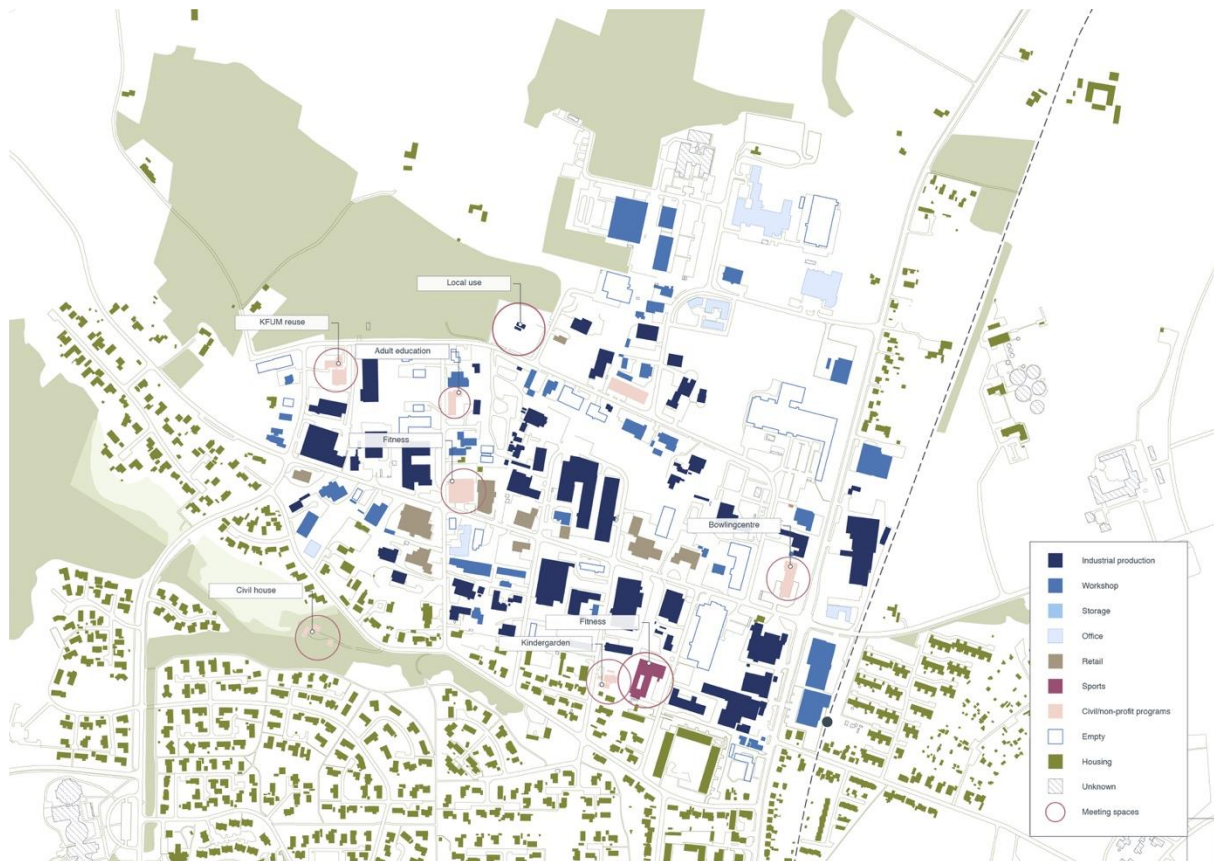 Local use
KFUM reuse
Adult education
Fitness
Bowlingcentre
Civil house
Fitness
Kindergarden
Industrial production
Workshop
Storage
Office
Retail
Sports
Civil/non-profit programs
Empty
Housing
Unknown
Meeting spaces